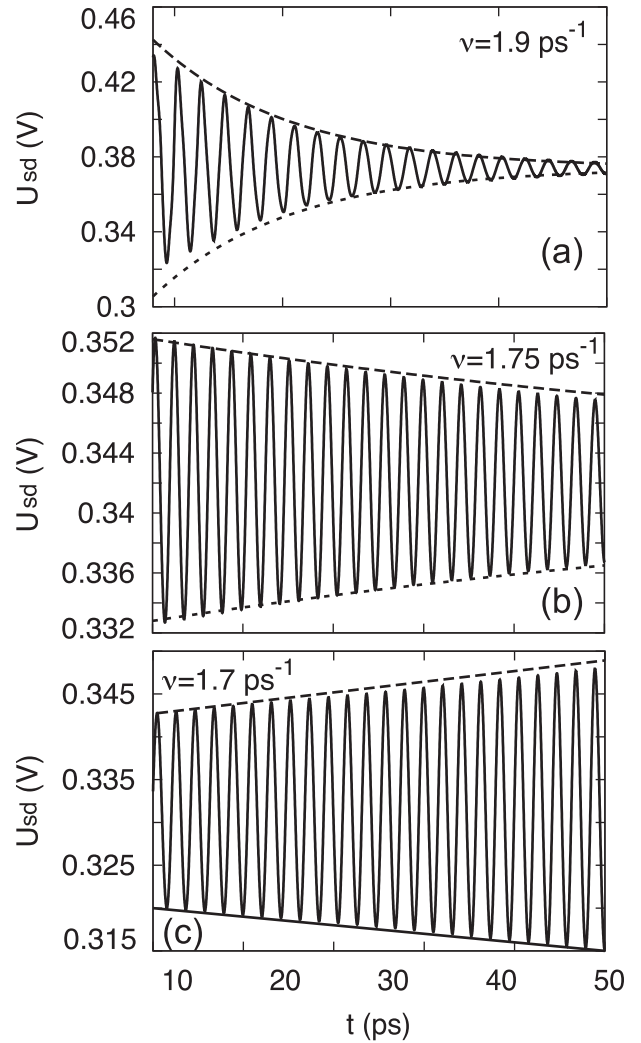 0.46
ν=1.9 ps-1
0.42
Usd (V)
0.38
0.34
(a)
0.3
0.352
ν=1.75 ps-1
0.348
0.344
Usd (V)
0.34
0.336
(b)
0.332
ν=1.7 ps-1
0.345
0.335
Usd (V)
0.325
0.320
(c)
0.315
10 20 30 40 50
t (ps)